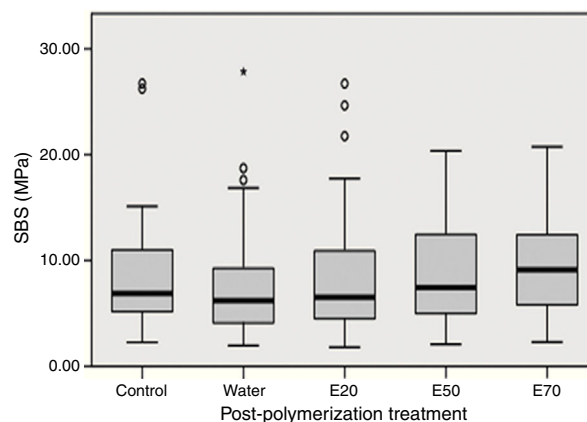 30.00
20.00
10.00
0.00
SBS (MPa)
Control Water E20 E50 E70
Post-polymerization treatment